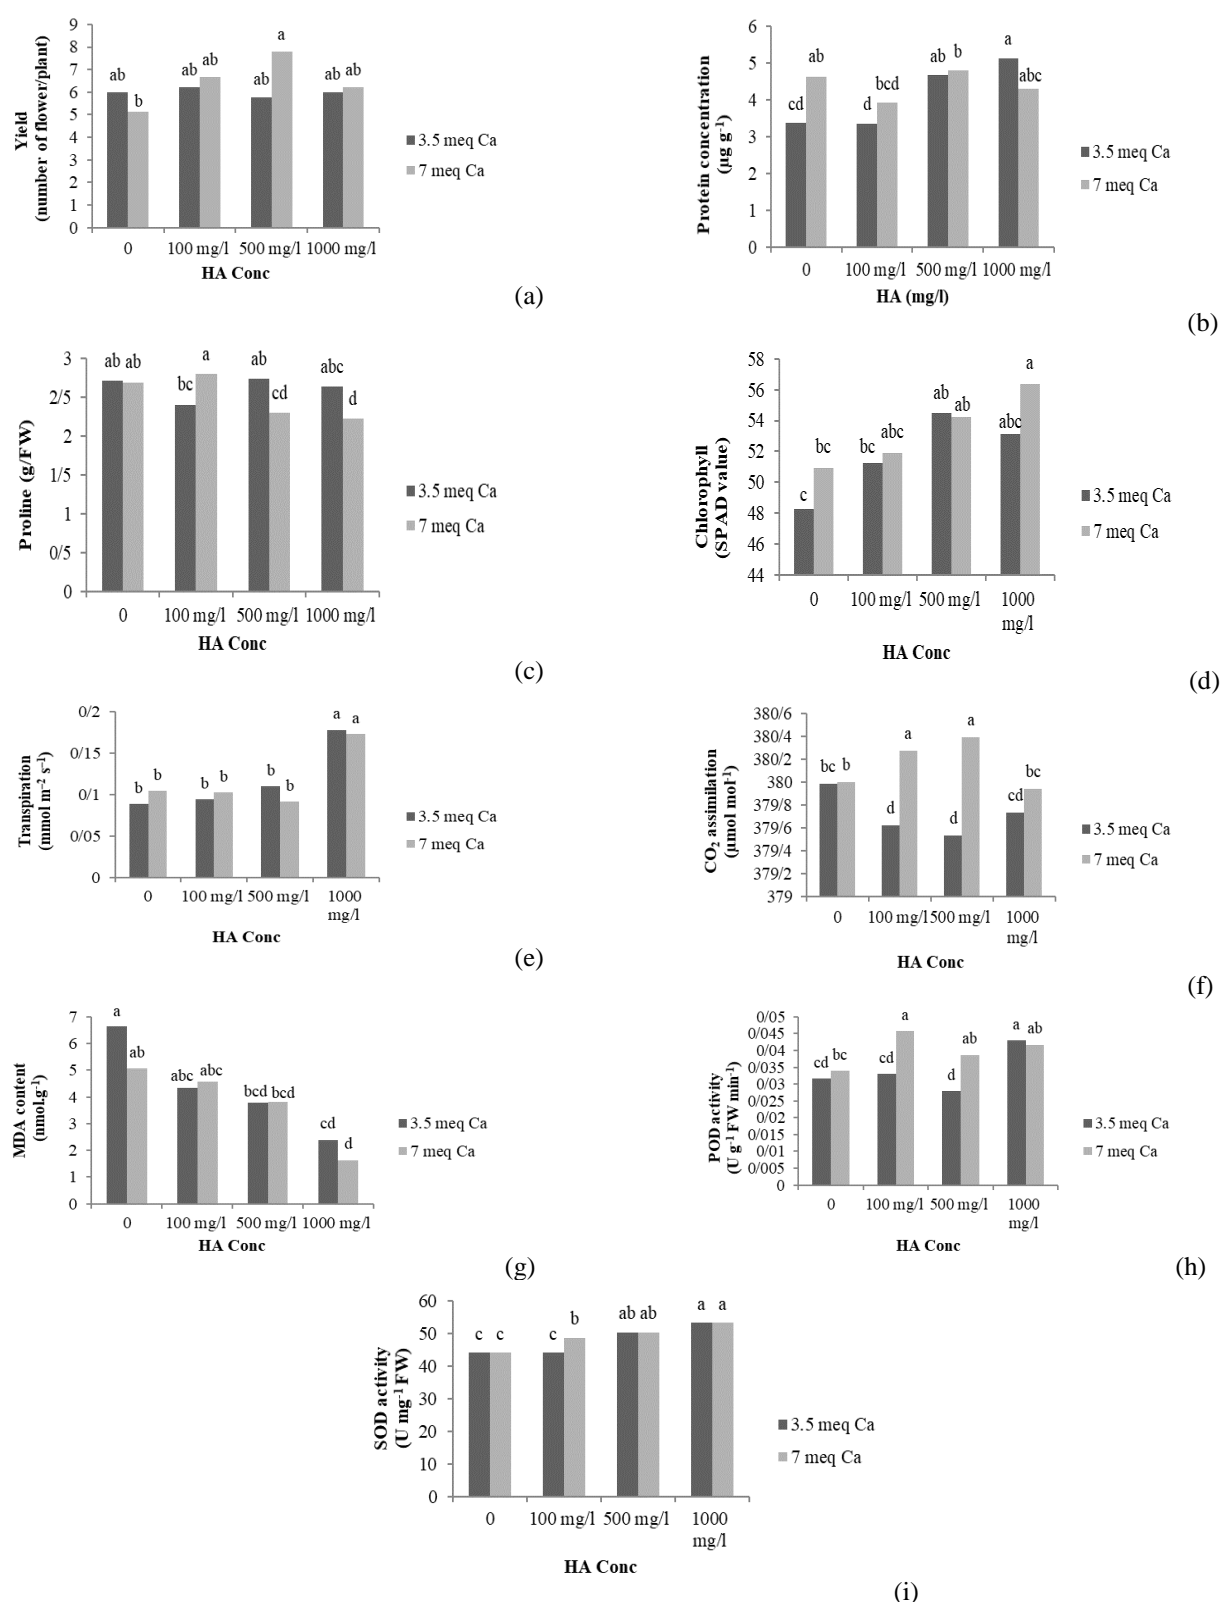 9
8
7
6
5
4
3
2
1
0
Yield
(number of flower/plant)
ab b ab ab ab a ab ab
0 100 mg/l 500 mg/l 1000 mg/l
HA Conc
3.5 meq Ca
7 meq Ca
(a)
6
5
4
3
2
1
0
Protein concentration
(µg g-1)
cd ab d bcd ab b a abc
0 100 mg/l 500 mg/l 1000 mg/l
HA (mg/l)
3.5 meq Ca
7 meq Ca
(b)
3
2/5
2
1/5
1
0/5
0
Proline (g/FW)
ab ab bc a ab cd abc d
0 100 mg/l 500 mg/l 1000 mg/l
HA Conc
3.5 meq Ca
7 meq Ca
(c)
58
56
54
52
50
48
46
44
Chlorophyll
(SPAD value)
c bc bc abc ab ab abc a
0 100 mg/l 500 mg/l 1000
mg/l
HA Conc
3.5 meq Ca
7 meq Ca
(d)
0/2
0/15
0/1
0/05
0
Transpiration
(mmol m⁻² s⁻¹)
b b b b b b a a
0 100 mg/l 500 mg/l 1000
mg/l
HA Conc
3.5 meq Ca
7 meq Ca
(e)
380/6
380/4
380/2
380
379/8
379/6
379/4
379/2
379
CO₂ assimilation
(µmol mol-1)
bc b d a d a cd bc
0 100 mg/l 500 mg/l 1000
mg/l
HA Conc
3.5 meq Ca
7 meq Ca
(f)
7
6
5
4
3
2
1
0
MDA content
(nmol.g-1)
a ab abc abc bcd bcd cd d
0 100 mg/l 500 mg/l 1000 mg/l
HA Conc
3.5 meq Ca
7 meq Ca
(g)
0/05
0/045
0/04
0/035
0/03
0/025
0/02
0/015
0/01
0/005
0
POD activity
(U g-1 FW min-1)
cd bc cd a d ab a ab
0 100 mg/l 500 mg/l 1000
mg/l
HA Conc
3.5 meq Ca
7 meq Ca
(h)
60
50
40
30
20
10
0
SOD activity
(U mg-1 FW)
c c c b ab ab a a
0 100 mg/l 500 mg/l 1000
mg/l
HA Conc
3.5 meq Ca
7 meq Ca
(i)